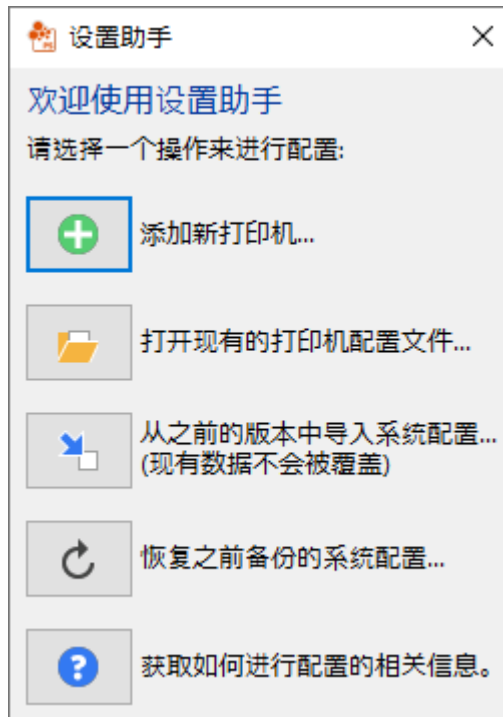 设置助手
欢迎使用设置助手
请选择一个操作来进行配置:
添加新打印机...
打开现有的打印机配置文件...
从之前的版本中导入系统配置...
(现有数据不会被覆盖)
恢复之前备份的系统配置...
获取如何进行配置的相关信息。